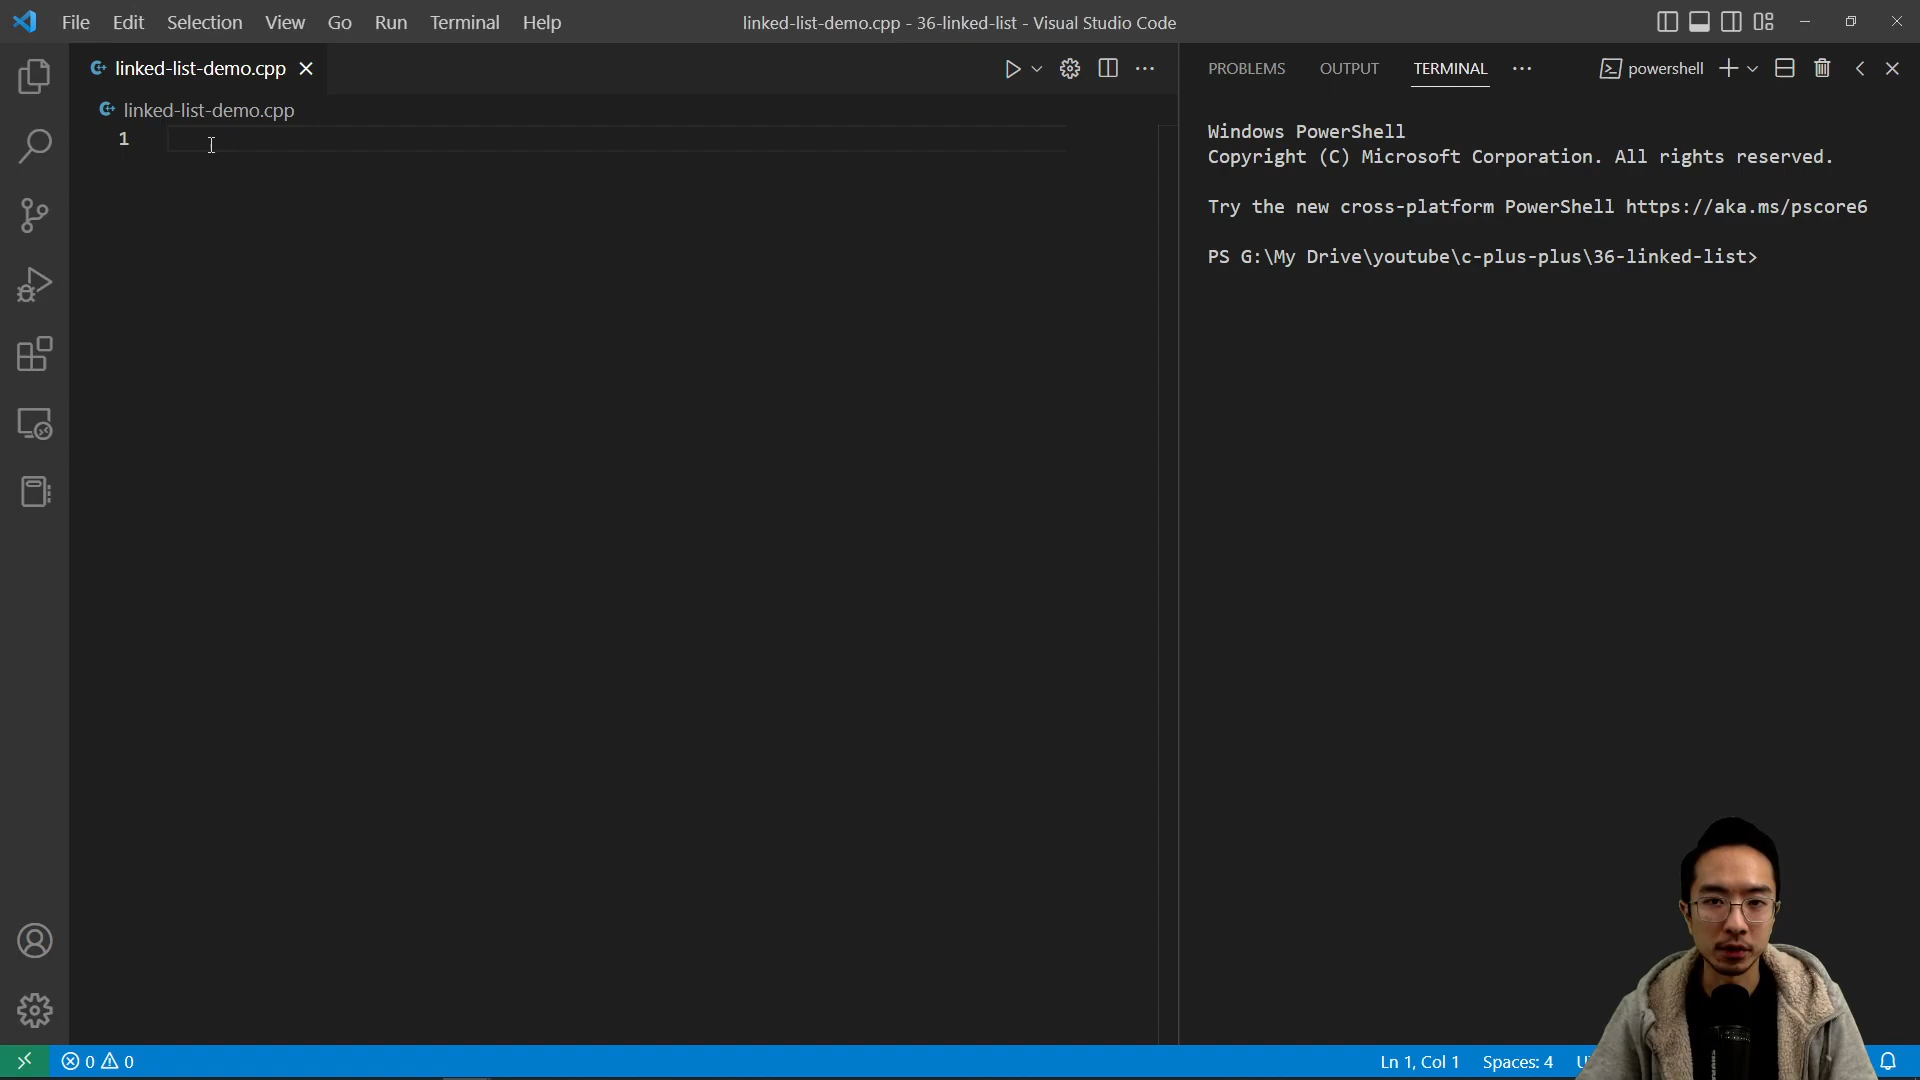 File Edit Selection View Go Run Terminal Help
linked-list-demo.cpp - 36-linked-list - Visual Studio Code
linked-list-demo.cpp
linked-list-demo.cpp
1
PROBLEMS OUTPUT TERMINAL
powershell
Windows PowerShell
Copyright (C) Microsoft Corporation. All rights reserved.
Try the new cross-platform PowerShell https://aka.ms/pscore6
PS G:\My Drive\youtube\c-plus-plus\36-linked-list>
0 0
Ln 1, Col 1 Spaces: 4